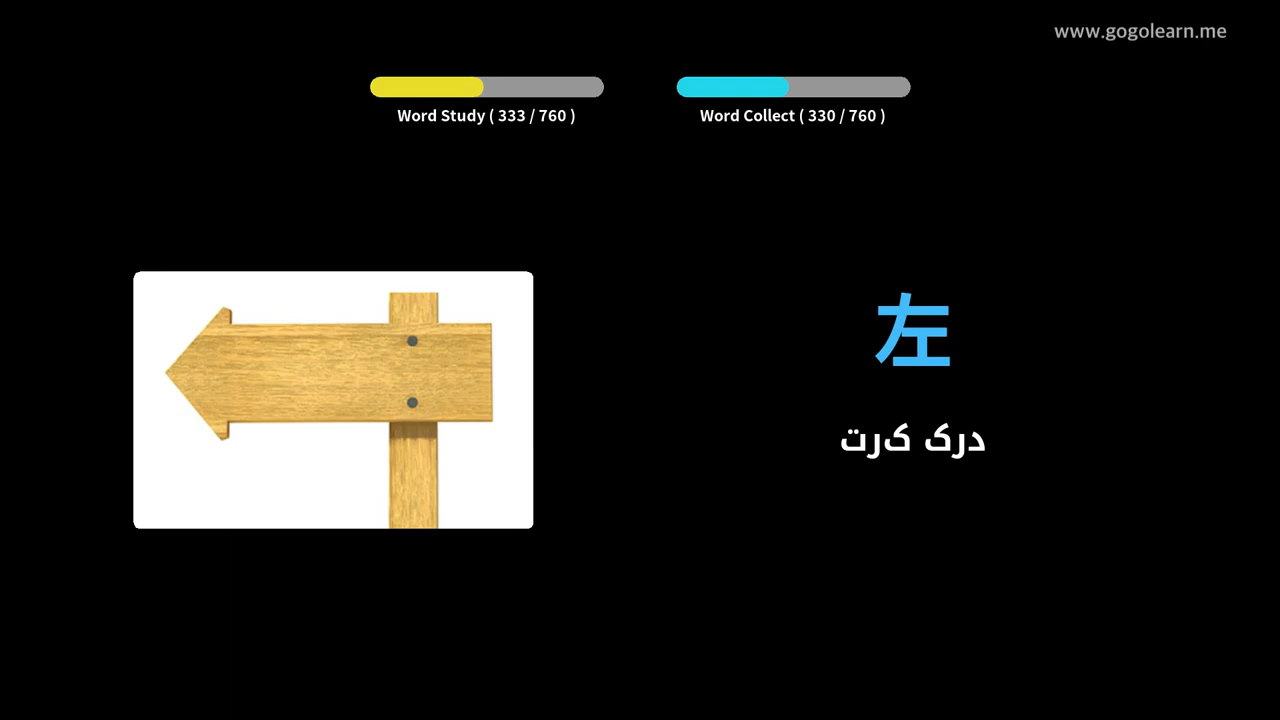 www.gogolearn.me
Word Study ( 333 / 760 )
Word Collect ( 330 / 760 )
左
درک کرت